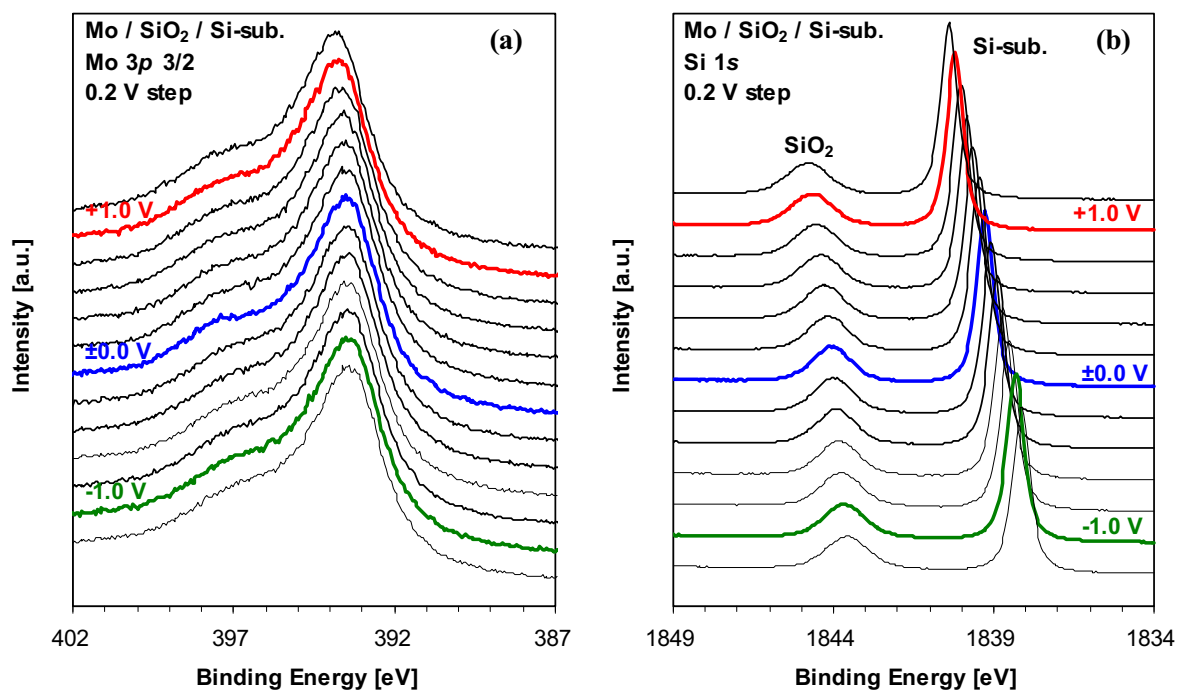 Mo / SiO2 / Si-sub.
Mo 3p 3/2
0.2 V step
(a)
+1.0 V
±0.0 V
-1.0 V
Intensity [a.u.]
402 397 392 387
Binding Energy [eV]
Mo / SiO2 / Si-sub.
Si 1s
0.2 V step
Si-sub.
(b)
SiO2
+1.0 V
±0.0 V
-1.0 V
Intensity [a.u.]
1849 1844 1839 1834
Binding Energy [eV]